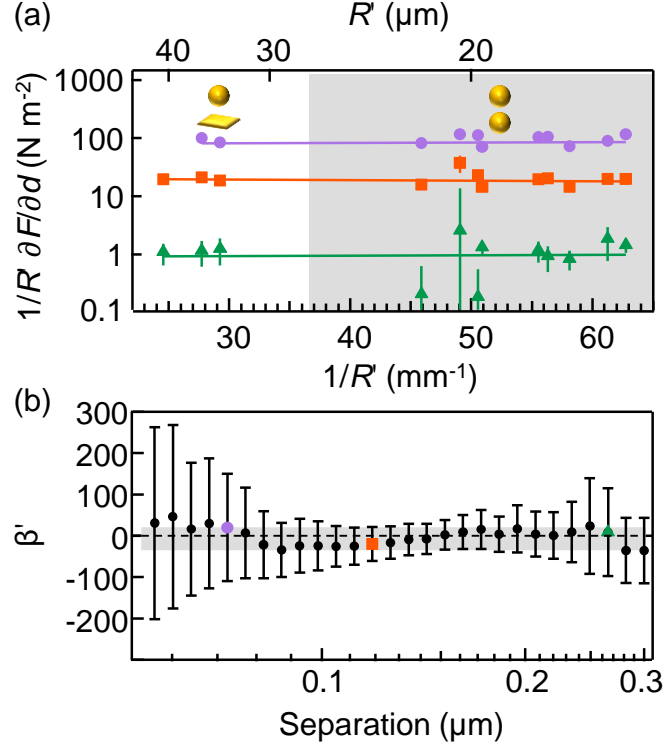 (a)
R' (µm)
40 30 20
1/R' ∂F/∂d (N m⁻²)
1000
100
10
1
0.1
30 40 50 60
1/R' (mm⁻¹)
(b)
β'
300
200
100
0
-100
-200
0.1 0.2 0.3
Separation (µm)